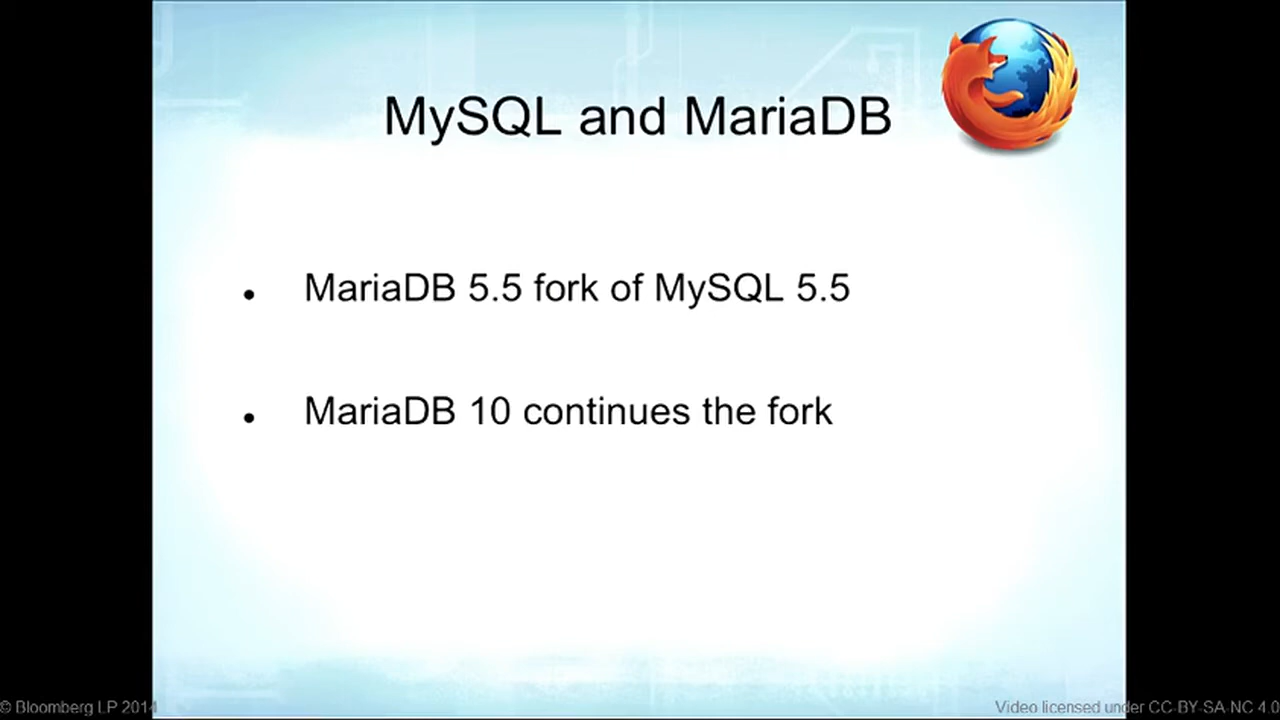 MySQL and MariaDB
• MariaDB 5.5 fork of MySQL 5.5
• MariaDB 10 continues the fork
© Bloomberg LP 2014
Video licensed under CC-BY-SA-NC 4.0